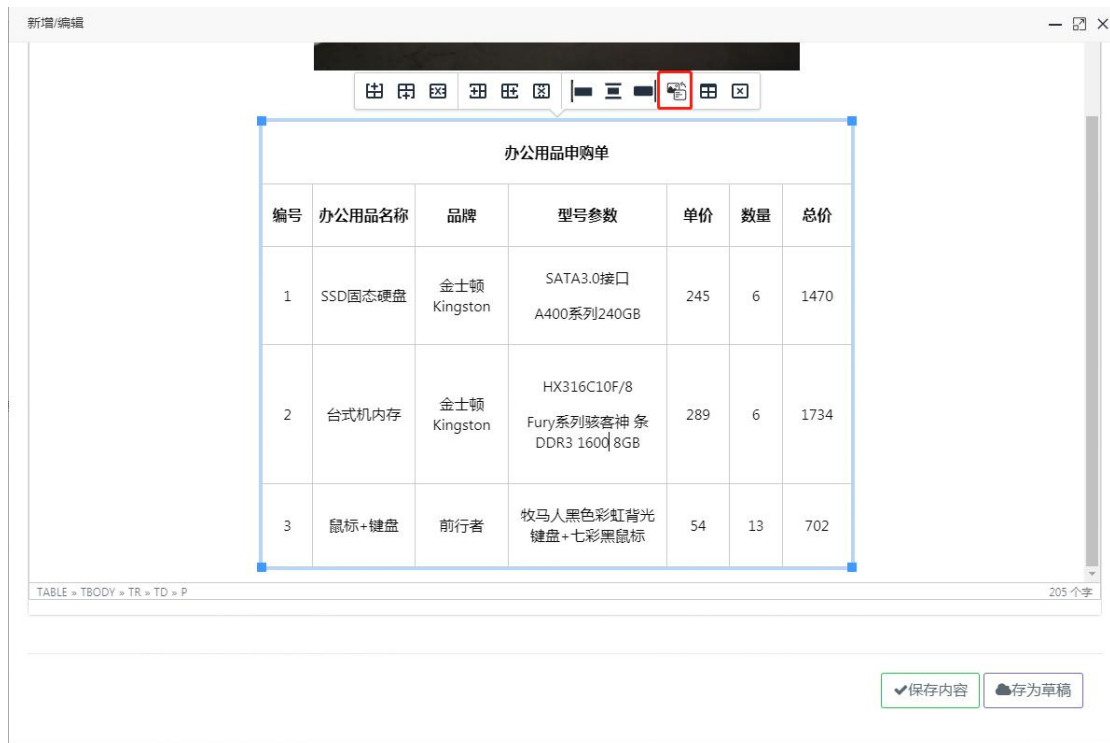 新增/编辑
办公用品申购单
编号 办公用品名称 品牌 型号参数 单价 数量 总价
SATA3.0接口
1 SSD固态硬盘 金士顿 245 6 1470
Kingston
A400系列240GB
HX316C10F/8
2 台式机内存 金士顿 289 6 1734
Kingston
Fury系列骇客神 条
DDR3 1600 8GB
3 鼠标+键盘 前行者 牧马人黑色彩虹背光 54 13 702
键盘+七彩黑鼠标
TABLE » TBODY » TR » TD » P 205 个字
保存内容 存为草稿